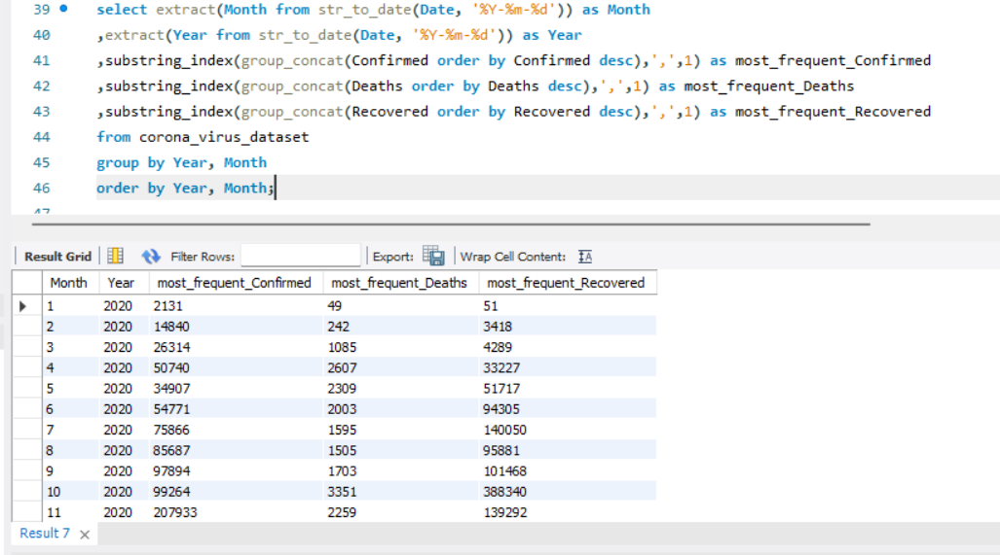 39 select extract(Month from str_to_date(Date, '%Y-%m-%d')) as Month
40 ,extract(Year from str_to_date(Date, '%Y-%m-%d')) as Year
41 ,substring_index(group_concat(Confirmed order by Confirmed desc),',',1) as most_frequent_Confirmed
42 ,substring_index(group_concat(Deaths order by Deaths desc),',',1) as most_frequent_Deaths
43 ,substring_index(group_concat(Recovered order by Recovered desc),',',1) as most_frequent_Recovered
44 from corona_virus_dataset
45 group by Year, Month
46 order by Year, Month;
47
Result Grid Filter Rows: Export: Wrap Cell Content: IA
Month Year most_frequent_Confirmed most_frequent_Deaths most_frequent_Recovered
1 2020 2131 49 51
2 2020 14840 242 3418
3 2020 26314 1085 4289
4 2020 50740 2607 33227
5 2020 34907 2309 51717
6 2020 54771 2003 94305
7 2020 75866 1595 140050
8 2020 85687 1505 95881
9 2020 97894 1703 101468
10 2020 99264 3351 388340
11 2020 207933 2259 139292
Result 7 ×